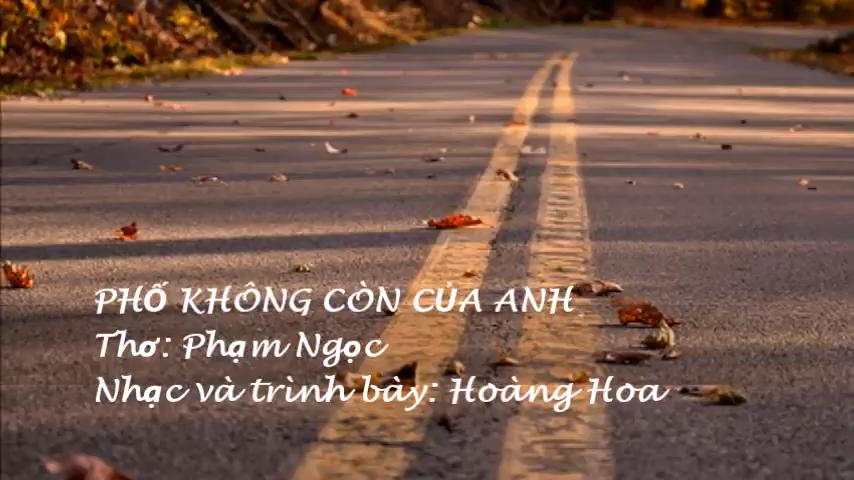 PHỐ KHÔNG CÒN CỦA ANH
Thơ: Phạm Ngọc
Nhạc và trình bày: Hoàng Hoa